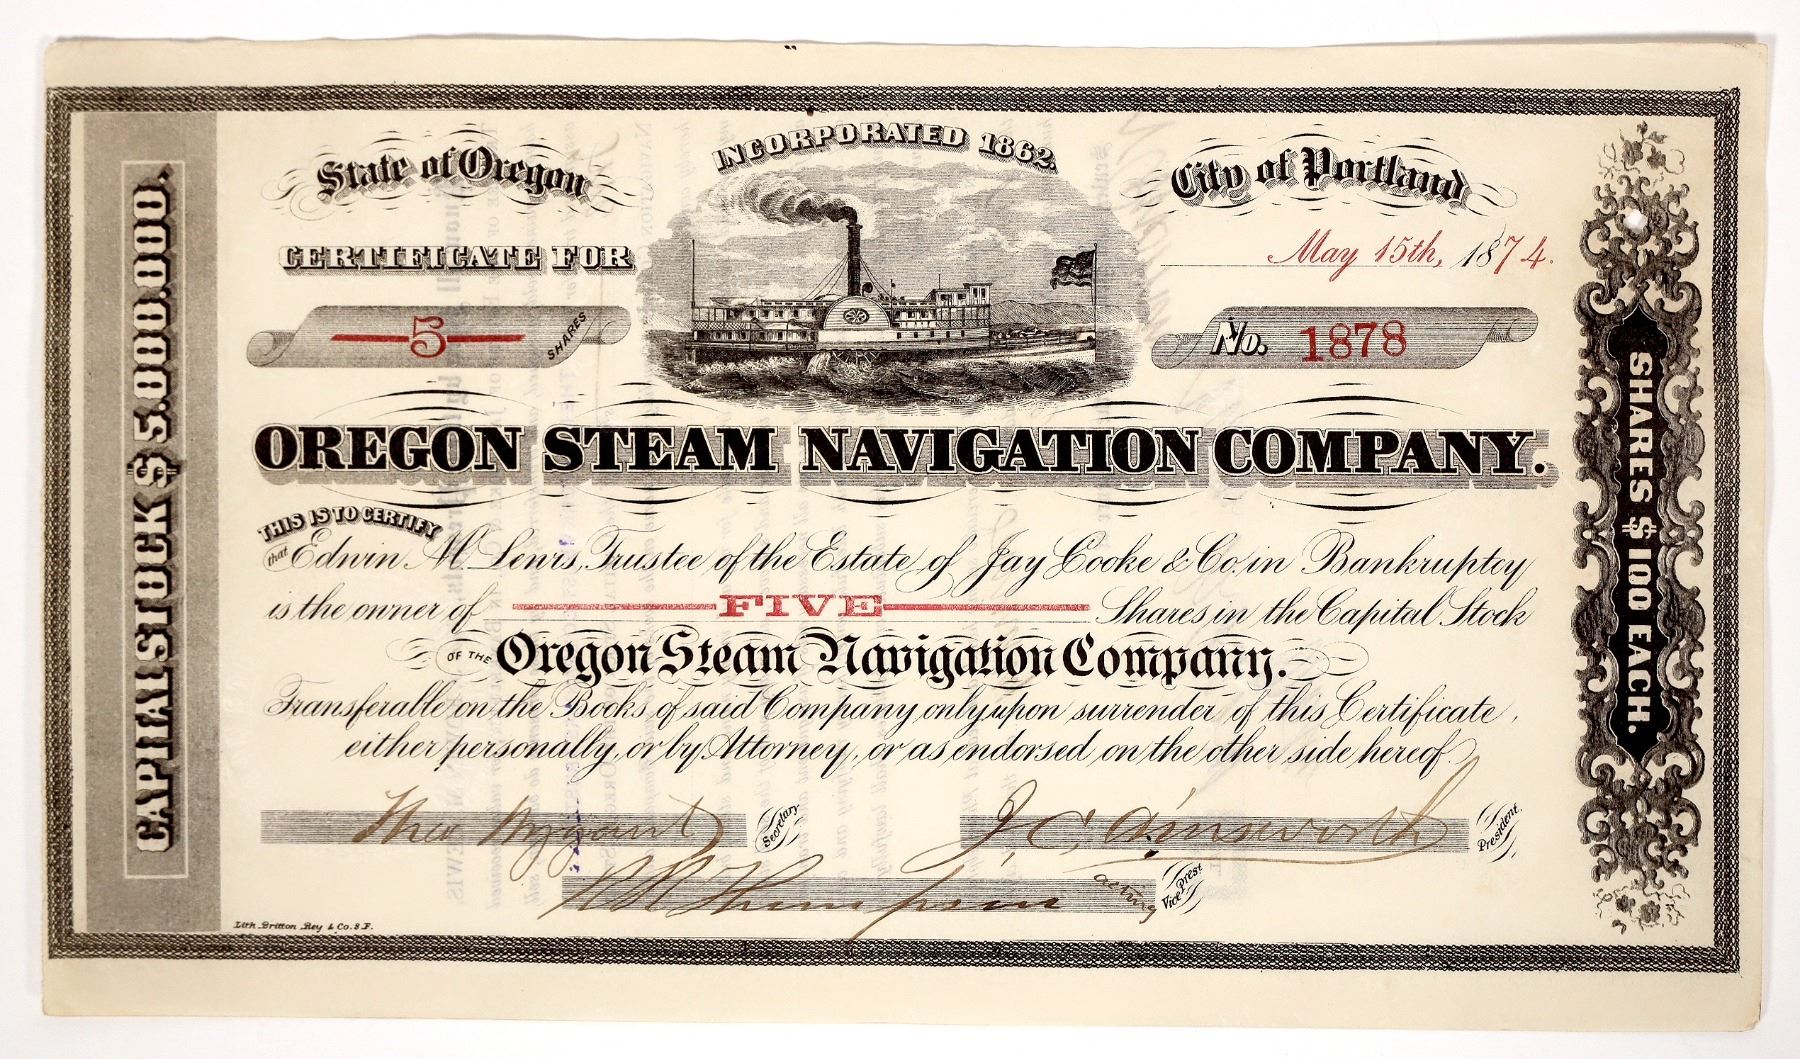 INCORPORATED 1862.
State of Oregon
City of Portland
CERTIFICATE FOR
May 15th, 1874.
5 SHARES
No. 1878
OREGON STEAM NAVIGATION COMPANY.
THIS IS TO CERTIFY
that Edwin M Lewis, Trustee of the Estate of Jay Cooke & Co. in Bankruptcy
is the owner of FIVE Shares in the Capital Stock
OF THE Oregon Steam Navigation Company.
Transferable on the Books of said Company only upon surrender of this Certificate,
either personally, or by Attorney, or as endorsed on the other side hereof.
Theo Wygant Secretary
J. C. Ainsworth President.
R R Thompson acting Vice Prest
Lith. Britton Rey & Co. S.F.
CAPITAL STOCK $5.000.000.
SHARES $100 EACH.